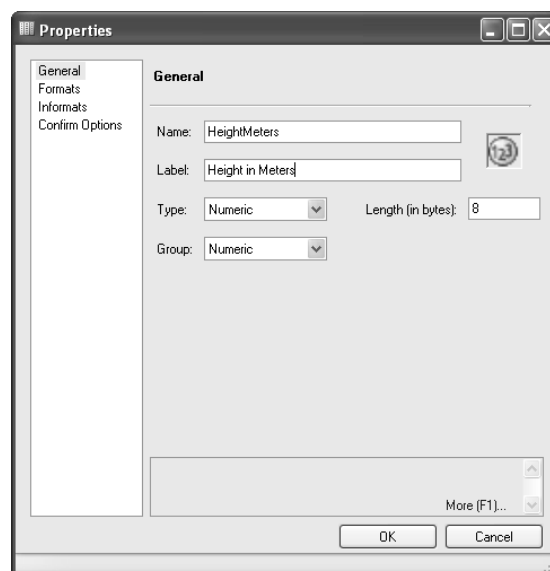 Properties
General
Formats
Informats
Confirm Options
General
Name: HeightMeters
123
Label: Height in Meters
Type: Numeric Length (in bytes): 8
Group: Numeric
More (F1)...
OK Cancel